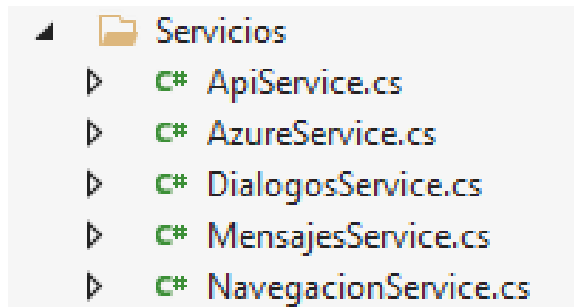 Servicios
C# ApiService.cs
C# AzureService.cs
C# DialogosService.cs
C# MensajesService.cs
C# NavegacionService.cs